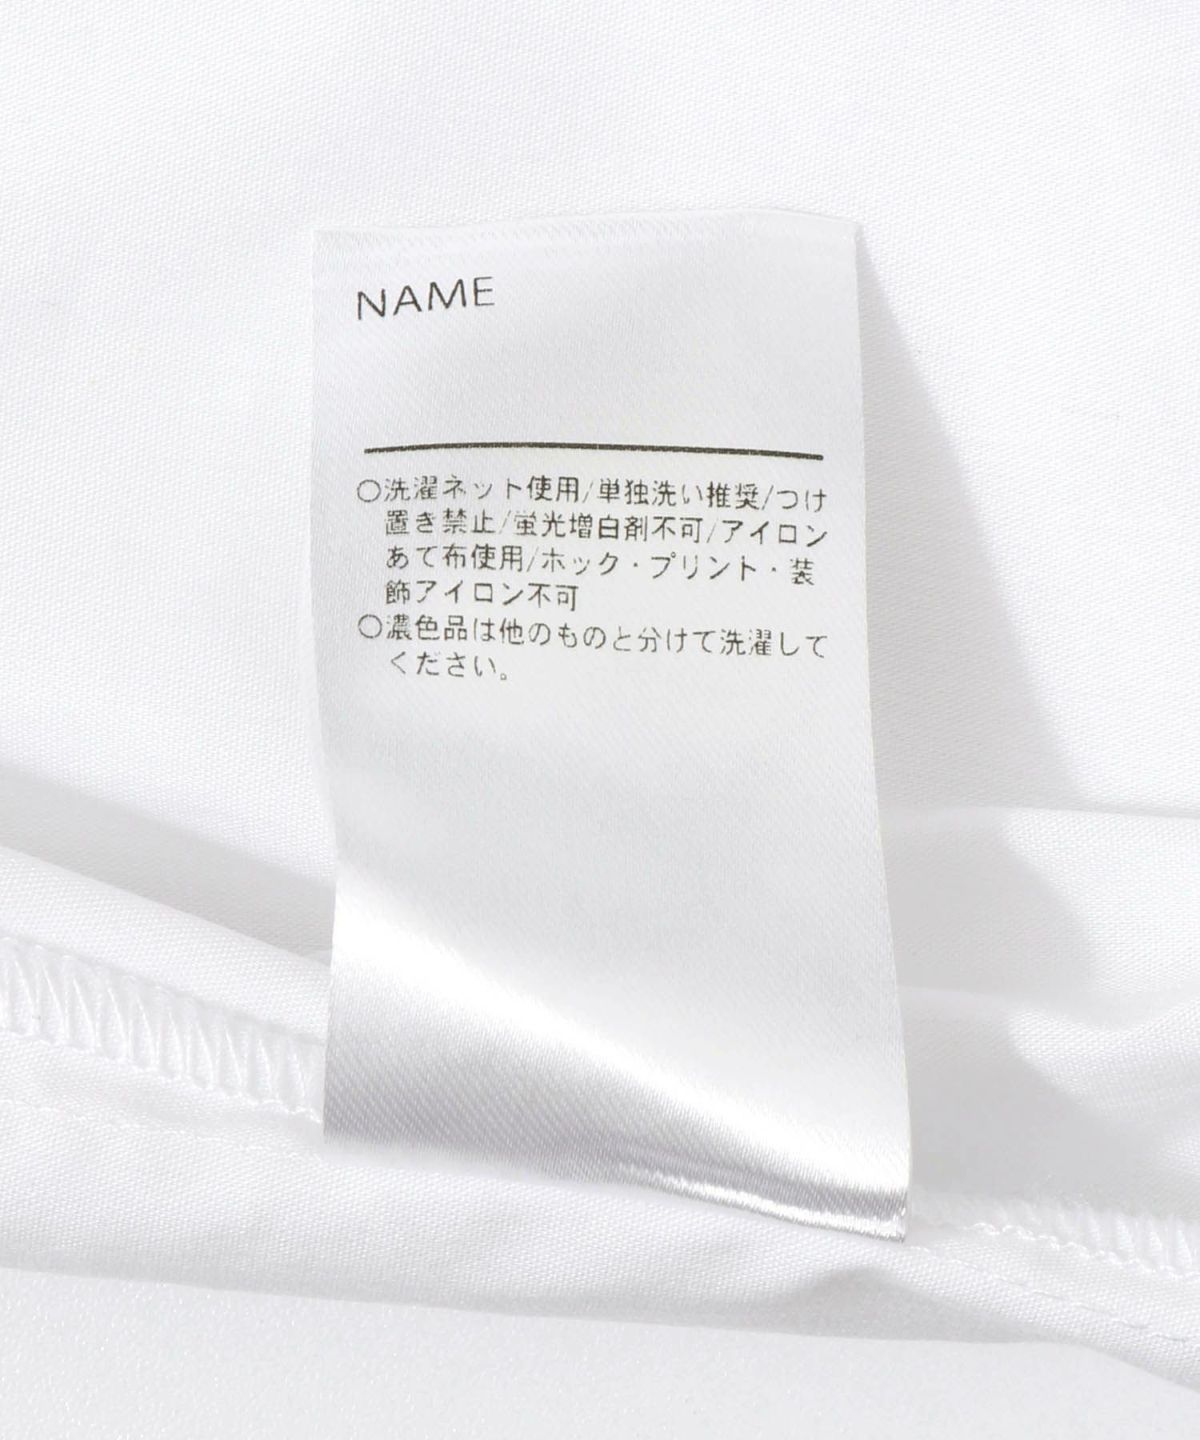 NAME
○洗濯ネット使用/単独洗い推奨/つけ
置き禁止/蛍光増白剤不可/アイロン
あて布使用/ホック・プリント・装
飾アイロン不可
○濃色品は他のものと分けて洗濯して
ください。